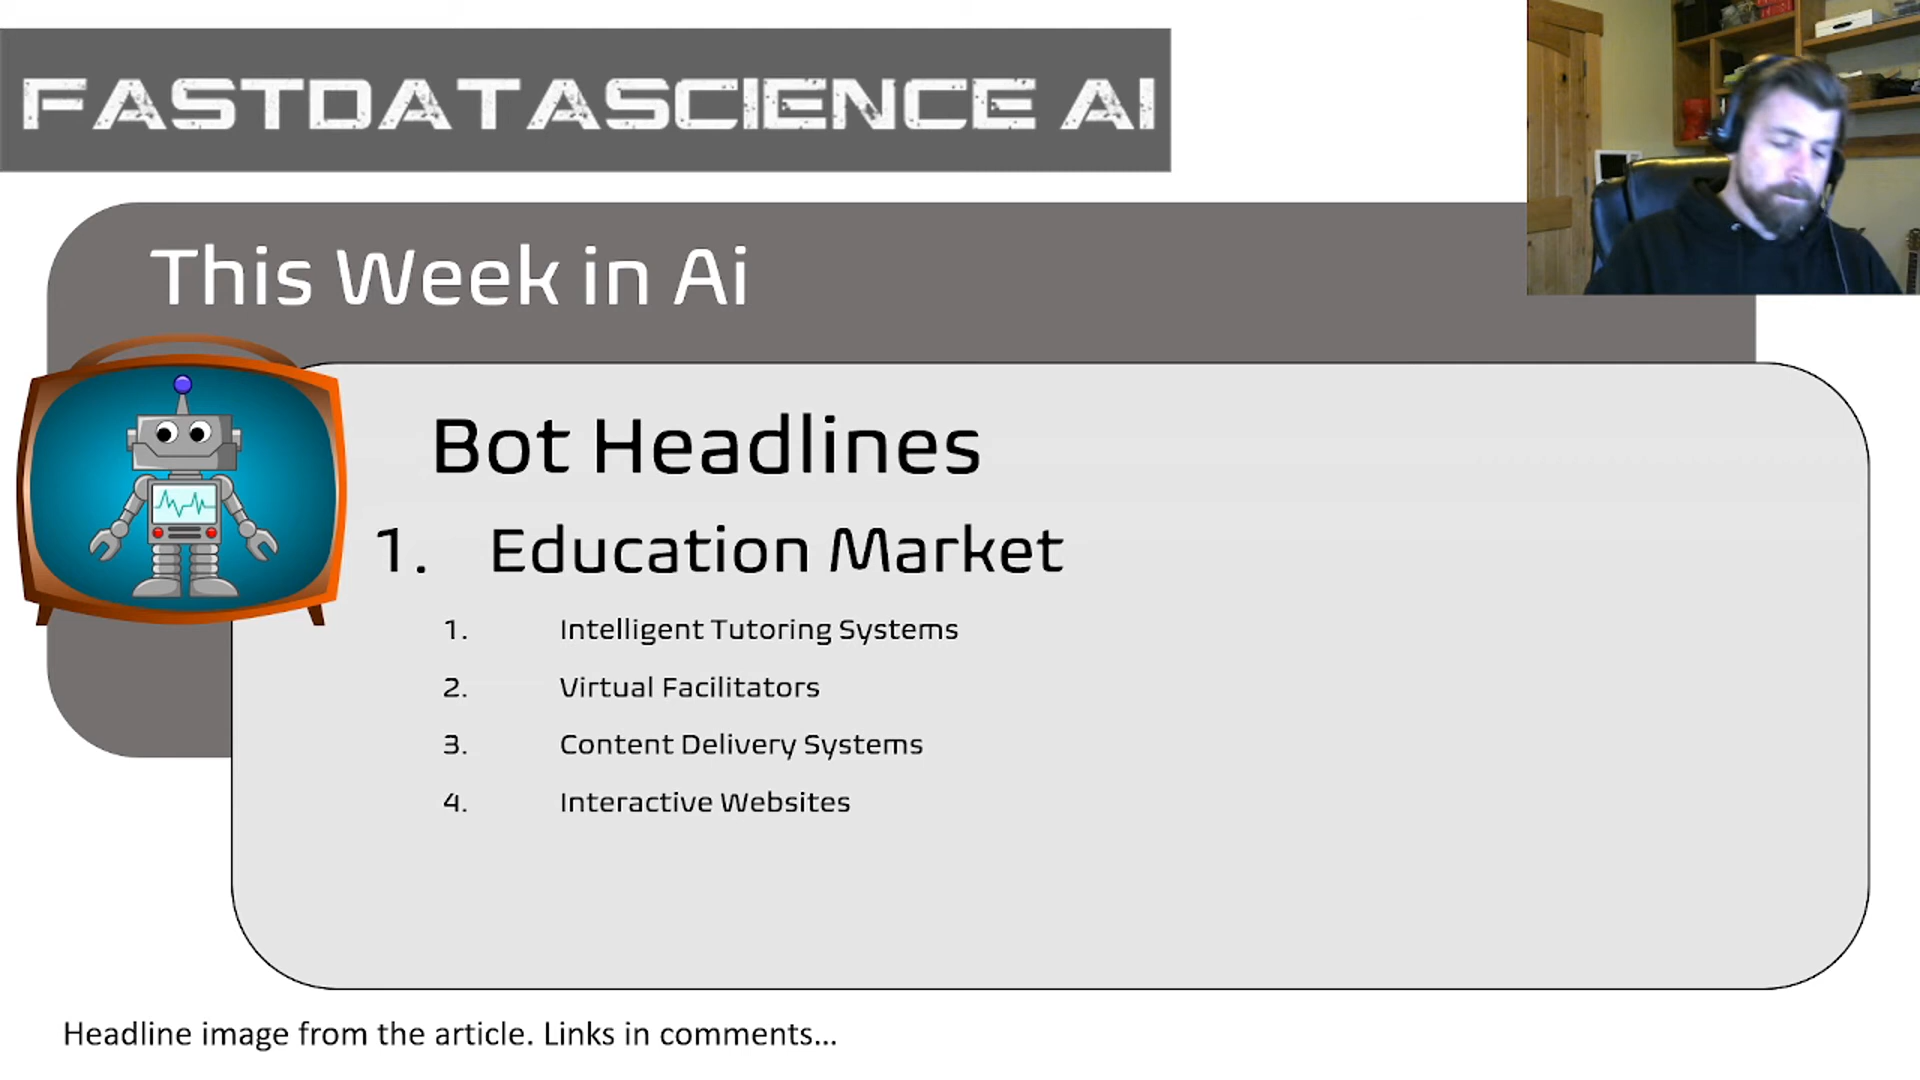 FASTDATASCIENCE AI
This Week in Ai
Bot Headlines
1. Education Market
1. Intelligent Tutoring Systems
2. Virtual Facilitators
3. Content Delivery Systems
4. Interactive Websites
Headline image from the article. Links in comments...